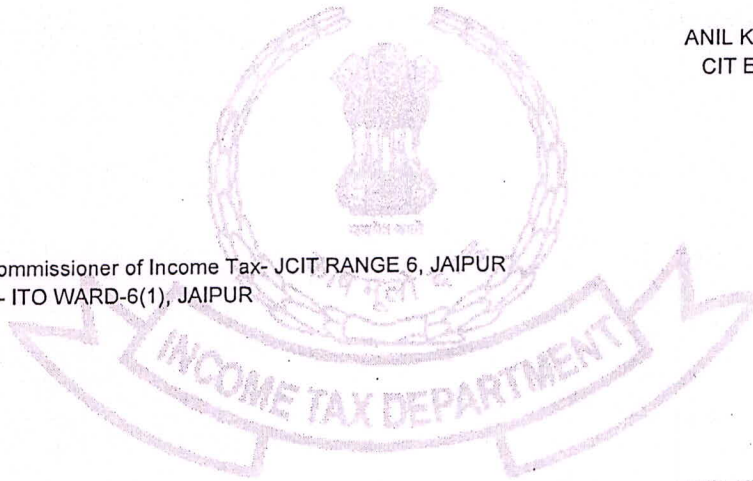 ANIL K
CIT E
ommissioner of Income Tax- JCIT RANGE 6, JAIPUR
- ITO WARD-6(1), JAIPUR
INCOME TAX DEPARTMENT